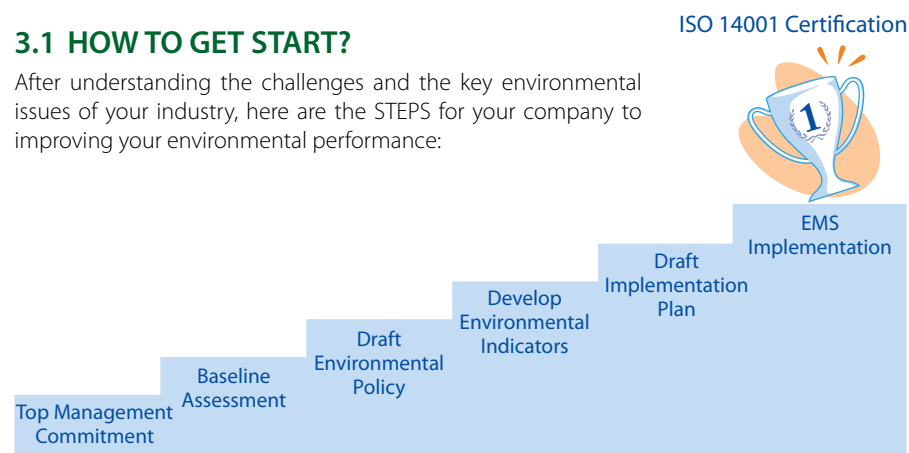 3.1 HOW TO GET START?
After understanding the challenges and the key environmental
issues of your industry, here are the STEPS for your company to
improving your environmental performance:
ISO 14001 Certification
1
Top Management
Commitment
Baseline
Assessment
Draft
Environmental
Policy
Develop
Environmental
Indicators
Draft
Implementation
Plan
EMS
Implementation